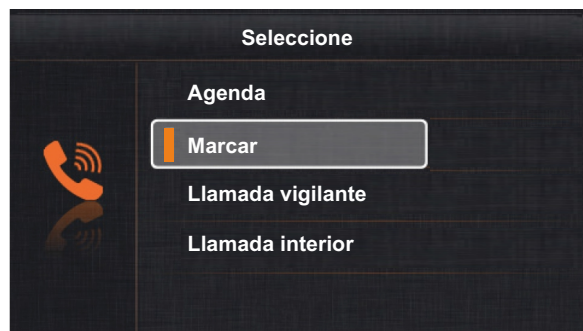 Seleccione
Agenda
Marcar
Llamada vigilante
Llamada interior